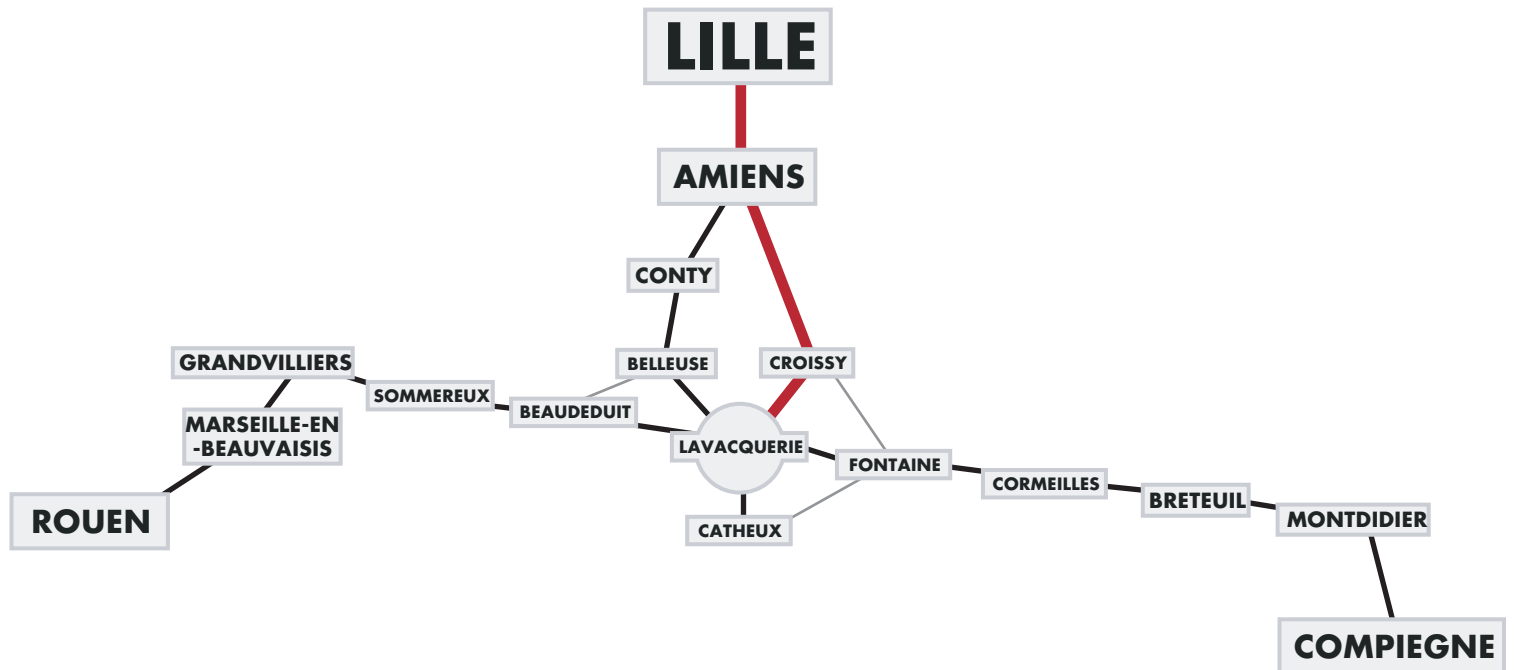 LILLE
AMIENS
CONTY
GRANDVILLIERS
BELLEUSE
CROISSY
SOMMEREUX
BEAUDEDUIT
MARSEILLE-EN
-BEAUVAISIS
LAVACQUERIE
FONTAINE
CORMEILLES
BRETEUIL
MONTDIDIER
ROUEN
CATHEUX
COMPIEGNE